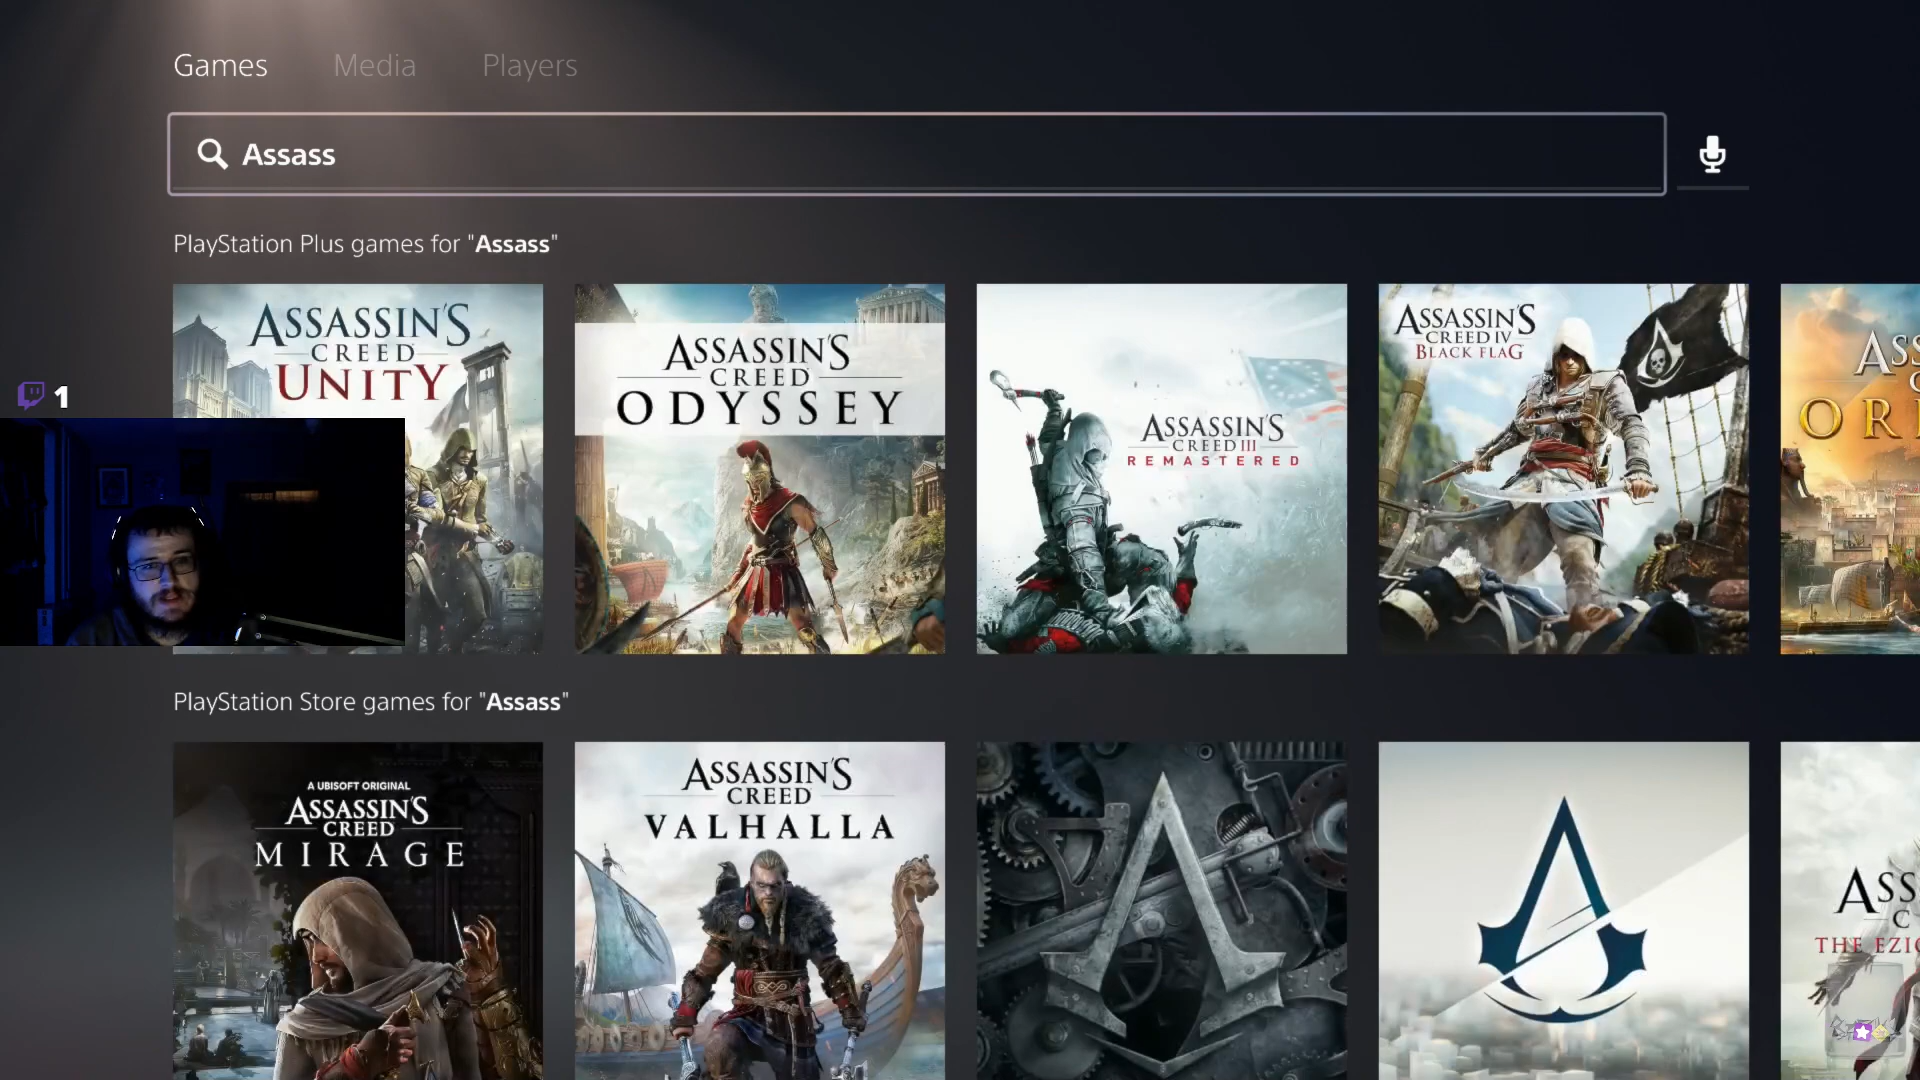 Games
Media
Players
Assass
PlayStation Plus games for "Assass"
ASSASSIN'S
CREED
UNITY
ASSASSIN'S
CREED
ODYSSEY
ASSASSIN'S
CREED III
REMASTERED
ASSASSIN'S
CREED IV
BLACK FLAG
1
PlayStation Store games for "Assass"
A UBISOFT ORIGINAL
ASSASSIN'S
CREED
MIRAGE
ASSASSIN'S
CREED
VALHALLA